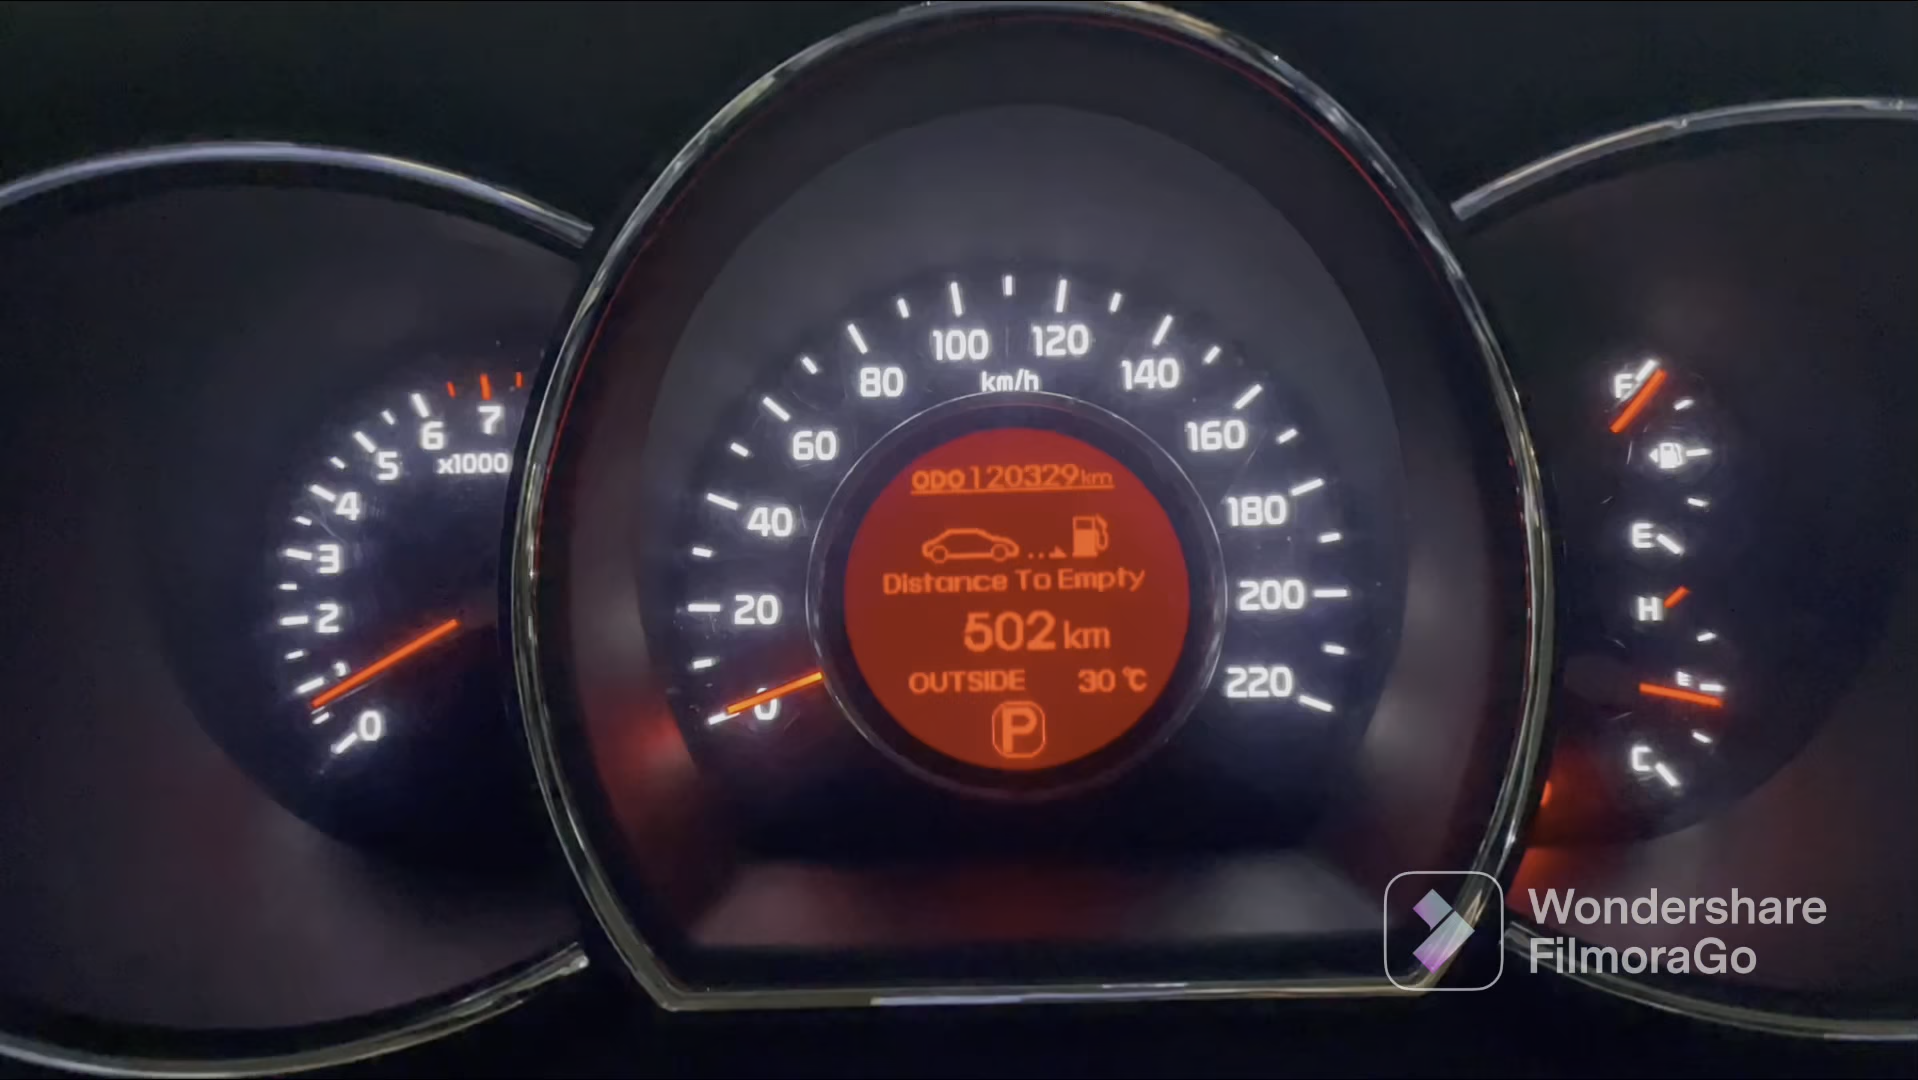 7
6
x1000
5
4
3
2
1
0
100
120
km/h
80
140
60
160
40
180
20
200
0
220
ODO 120329 km
Distance To Empty
502 km
OUTSIDE 30 ℃
P
F
E
H
C
Wondershare
FilmoraGo